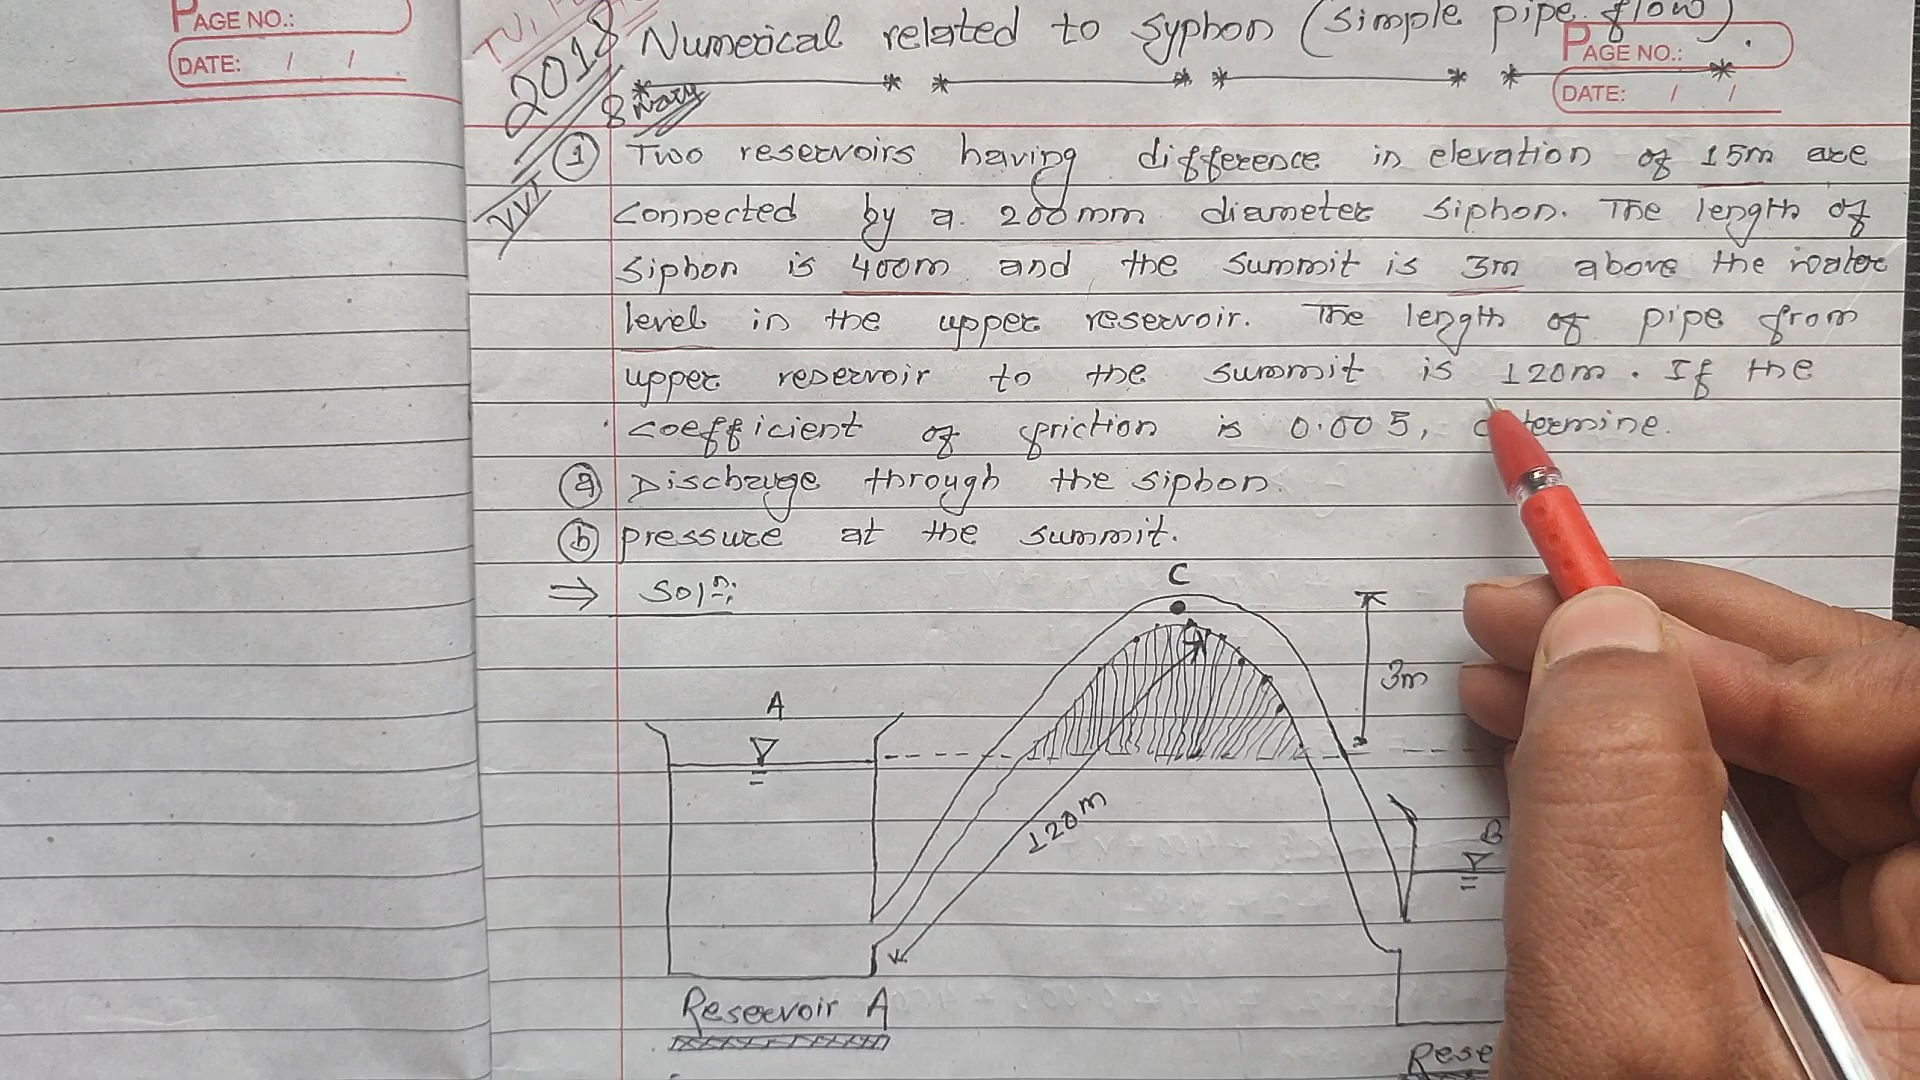 PAGE NO.:
DATE: / /
2018
Numerical related to Syphon (simple pipe flow).
PAGE NO.:
DATE: / /
8 Marks
VVI
① Two reservoirs having difference in elevation of 15m are
connected by a 200mm diameter siphon. The length of
siphon is 400m and the summit is 3m above the water
level in the upper reservoir. The length of pipe from
upper reservoir to the summit is 120m. If the
coefficient of friction is 0.005,
ⓐ Discharge through the siphon.
ⓑ pressure at the summit.
⇒ Solⁿ:
C
3m
A
120m
B
Reservoir A
Rese